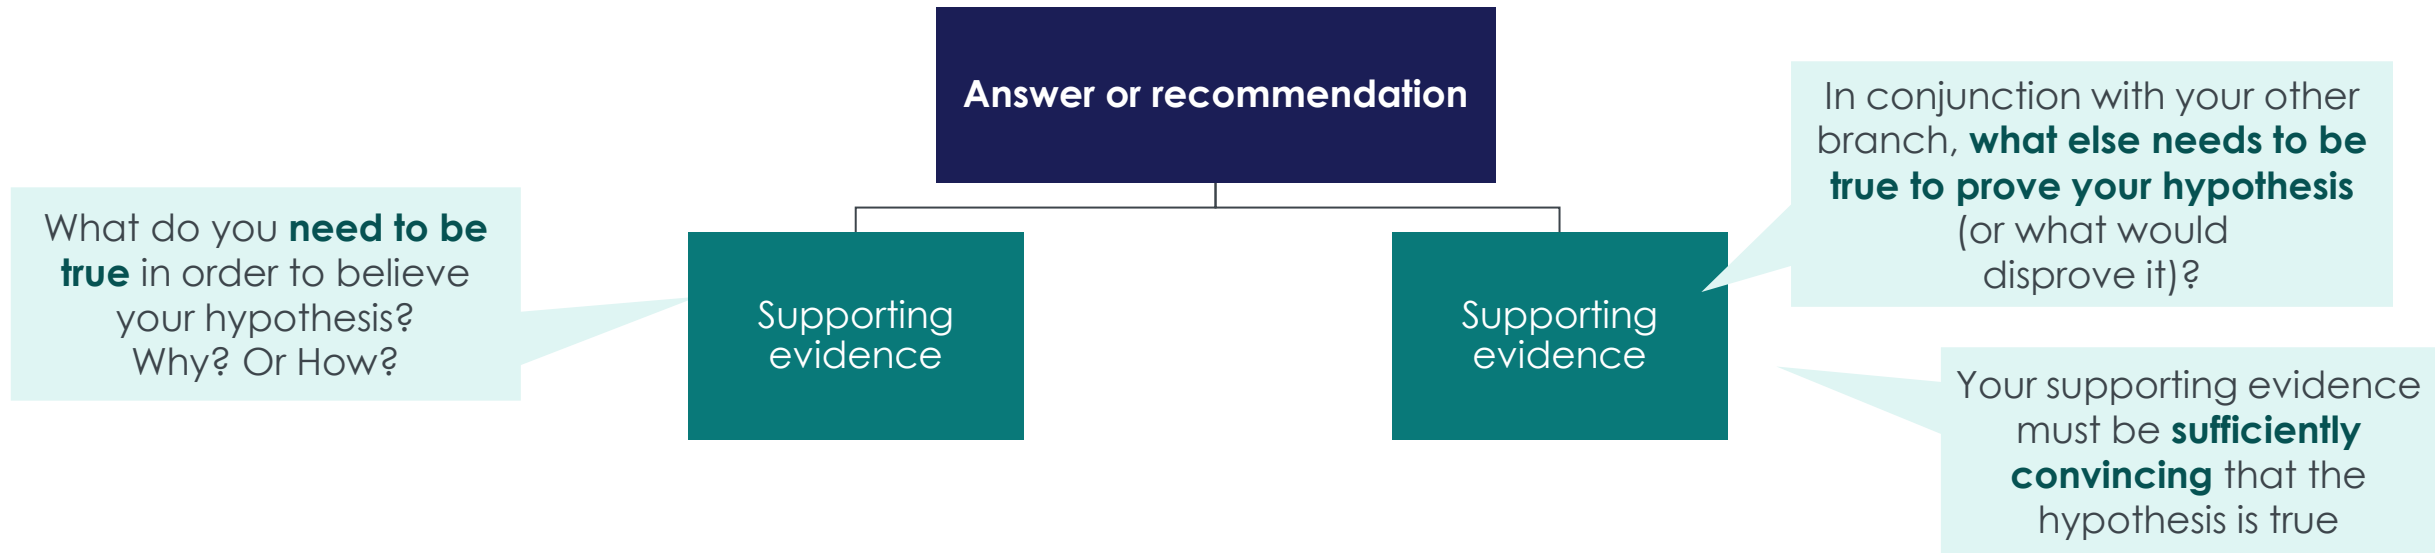 Answer or recommendation
What do you need to be
true in order to believe
your hypothesis?
Why? Or How?
Supporting
evidence
Supporting
evidence
In conjunction with your other
branch, what else needs to be
true to prove your hypothesis
(or what would
disprove it)?
Your supporting evidence
must be sufficiently
convincing that the
hypothesis is true